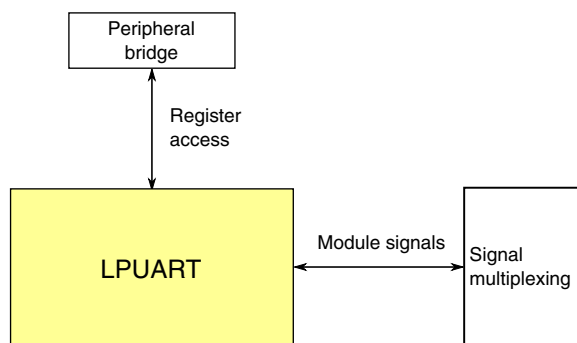 Peripheral
bridge
Register
access
LPUART
Module signals
Signal
multiplexing